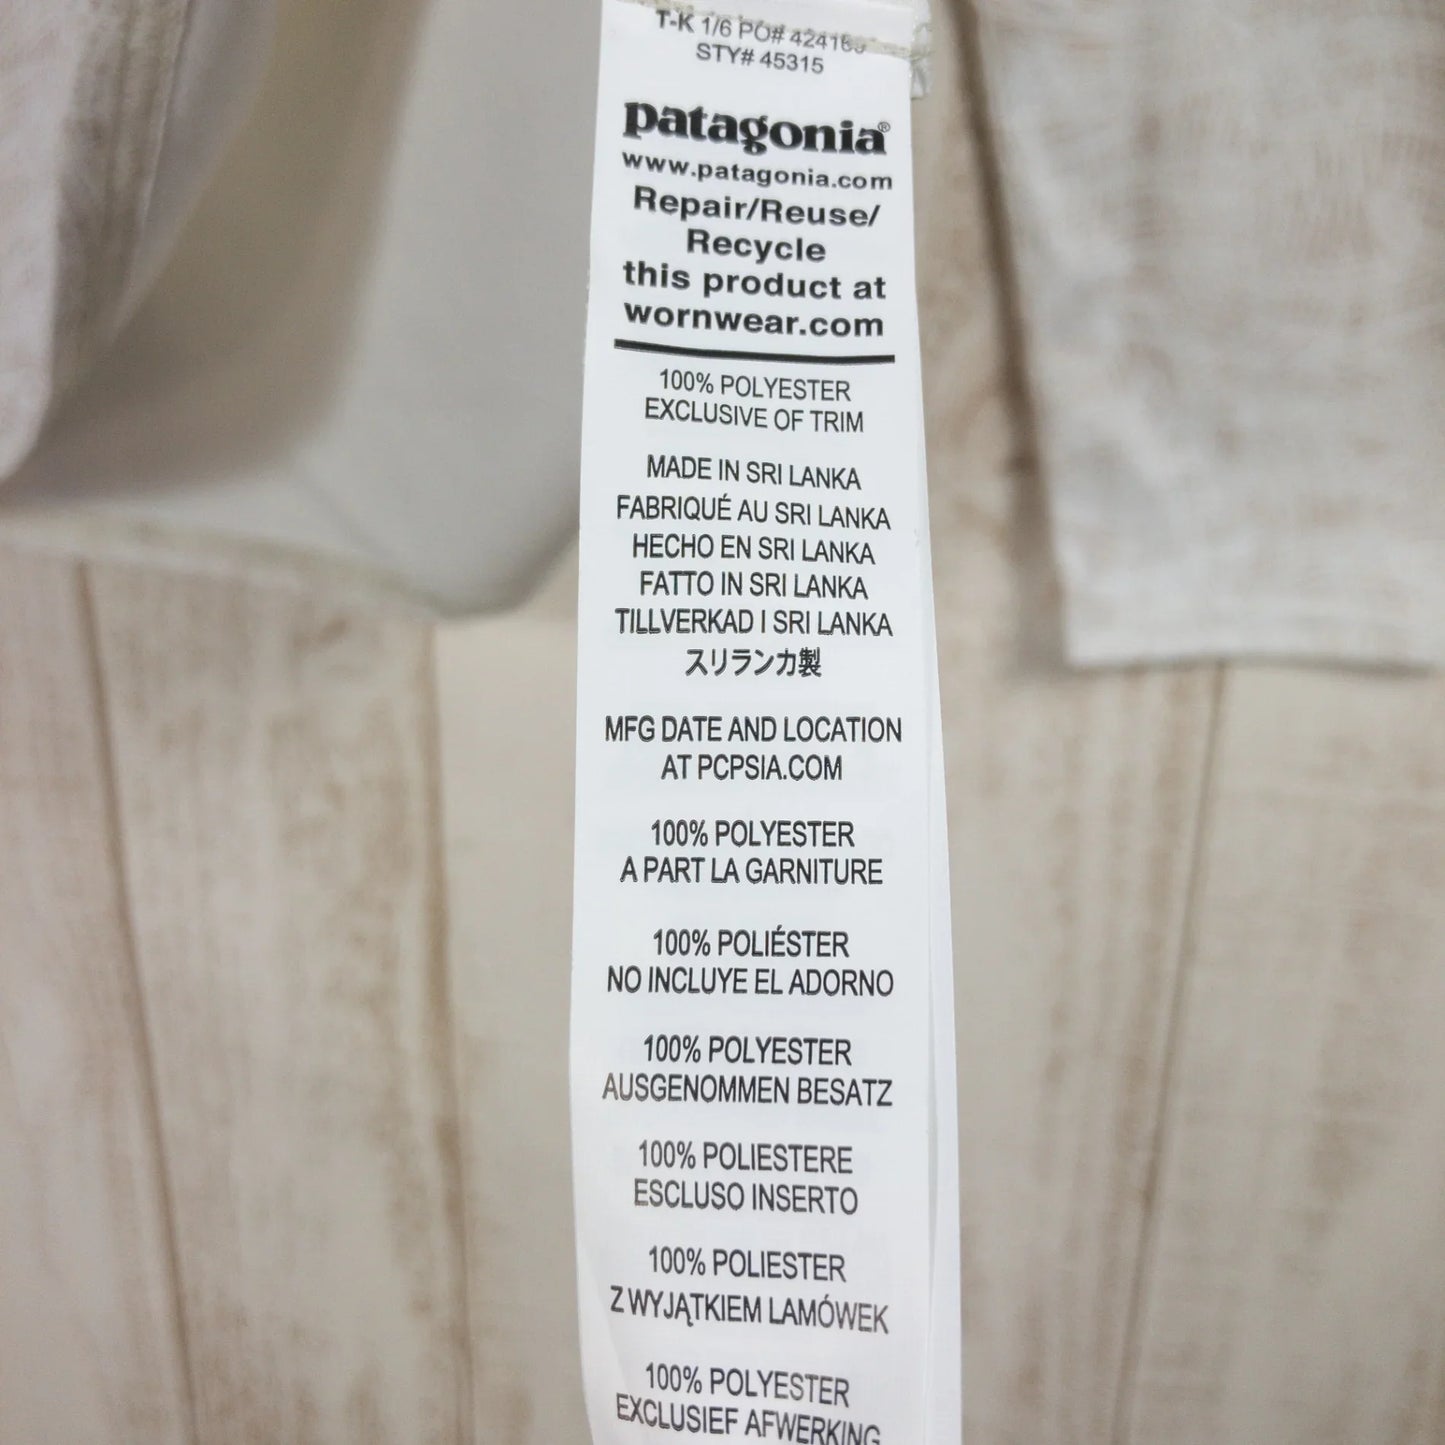 T-K 1/6 PO#
STY# 45315
patagonia®
www.patagonia.com
Repair/Reuse/
Recycle
this product at
wornwear.com
100% POLYESTER
EXCLUSIVE OF TRIM
MADE IN SRI LANKA
FABRIQUÉ AU SRI LANKA
HECHO EN SRI LANKA
FATTO IN SRI LANKA
TILLVERKAD I SRI LANKA
スリランカ製
MFG DATE AND LOCATION
AT PCPSIA.COM
100% POLYESTER
A PART LA GARNITURE
100% POLIÉSTER
NO INCLUYE EL ADORNO
100% POLYESTER
AUSGENOMMEN BESATZ
100% POLIESTERE
ESCLUSO INSERTO
100% POLIESTER
Z WYJĄTKIEM LAMÓWEK
100% POLYESTER
EXCLUSIEF AFWERKING